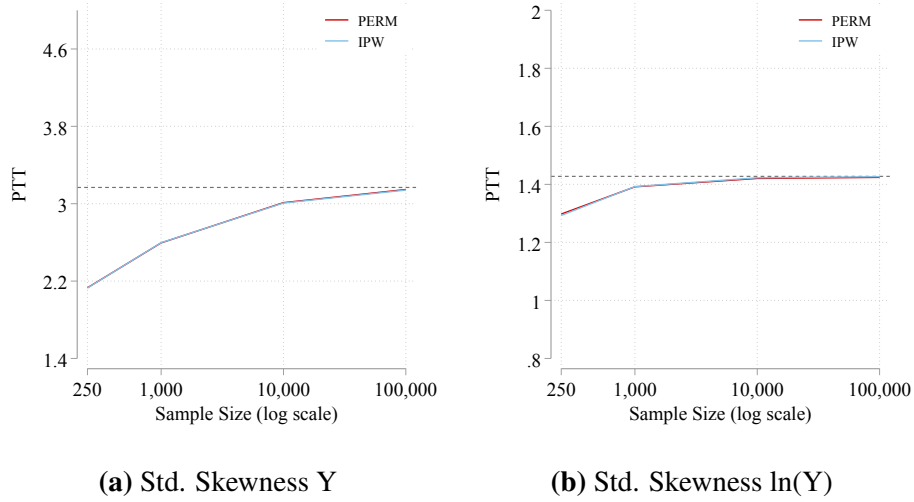 PERM
IPW
4.6
3.8
3
2.2
1.4
PTT
250
1,000
10,000
100,000
Sample Size (log scale)
(a) Std. Skewness Y
PERM
IPW
2
1.8
1.6
1.4
1.2
1
.8
PTT
250
1,000
10,000
100,000
Sample Size (log scale)
(b) Std. Skewness ln(Y)